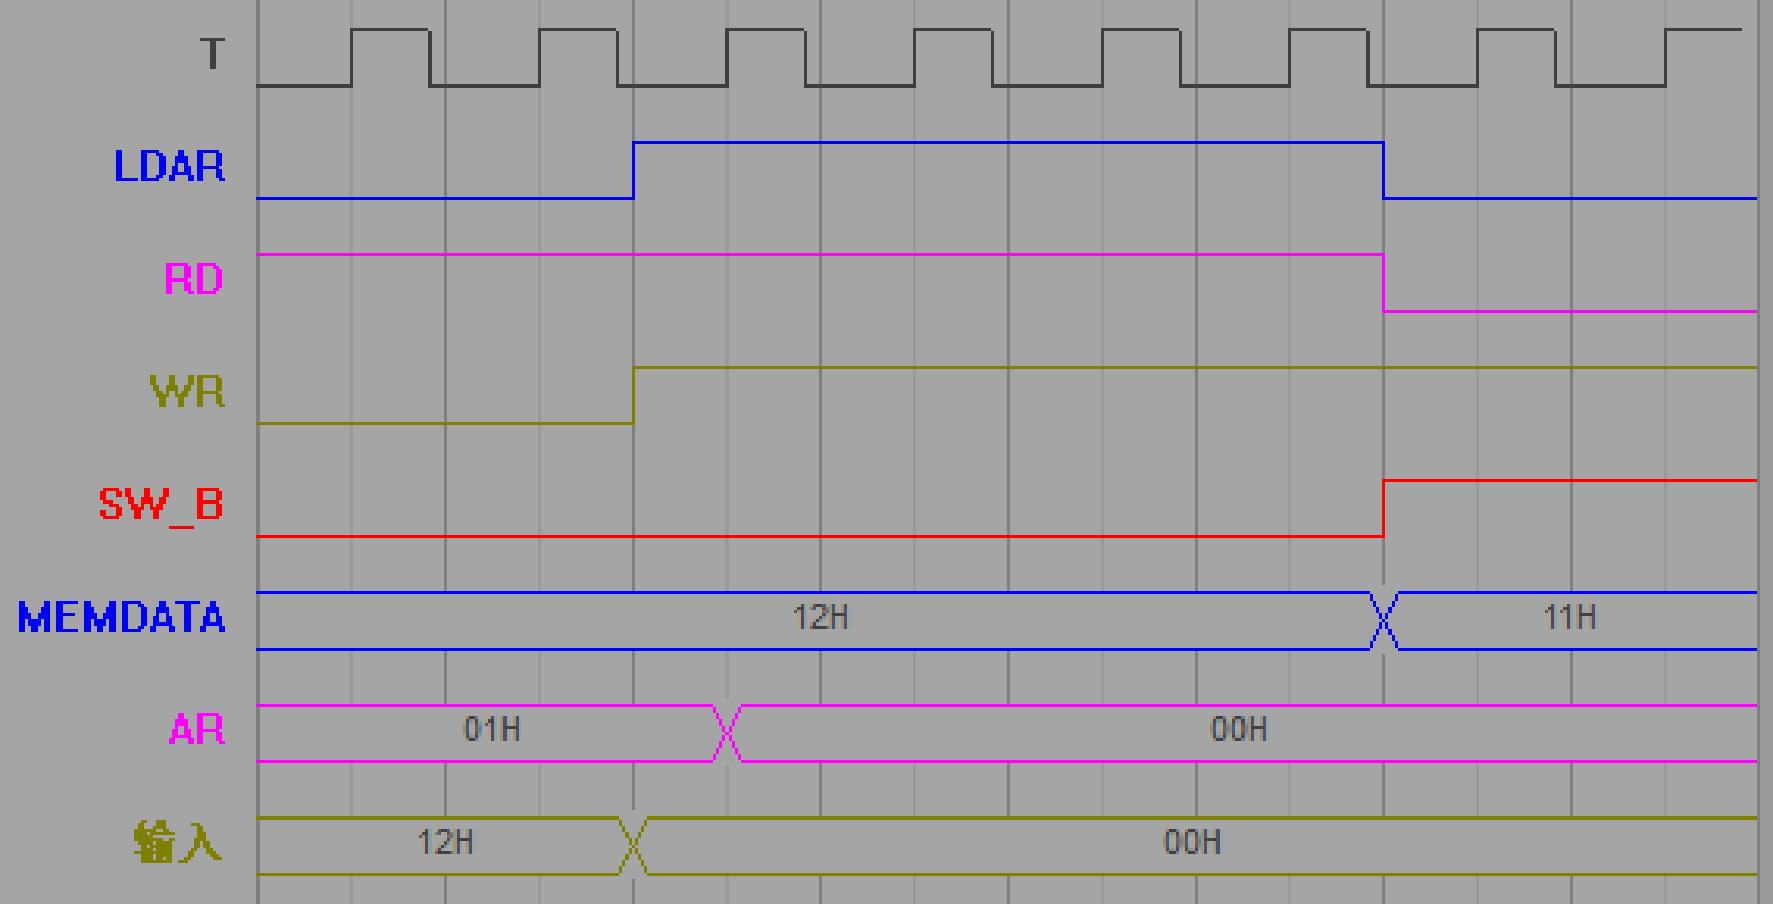 T
LDAR
RD
WR
SW_B
MEMDATA 12H 11H
AR 01H 00H
输入 12H 00H